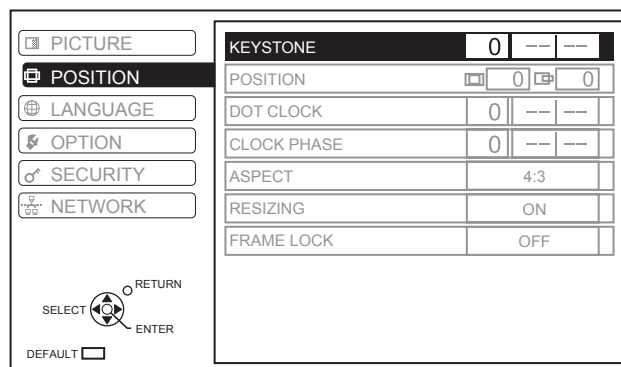 PICTURE
POSITION
LANGUAGE
OPTION
SECURITY
NETWORK
RETURN
SELECT
ENTER
DEFAULT
KEYSTONE 0 -- --
POSITION 0 0
DOT CLOCK 0 -- --
CLOCK PHASE 0 -- --
ASPECT 4:3
RESIZING ON
FRAME LOCK OFF